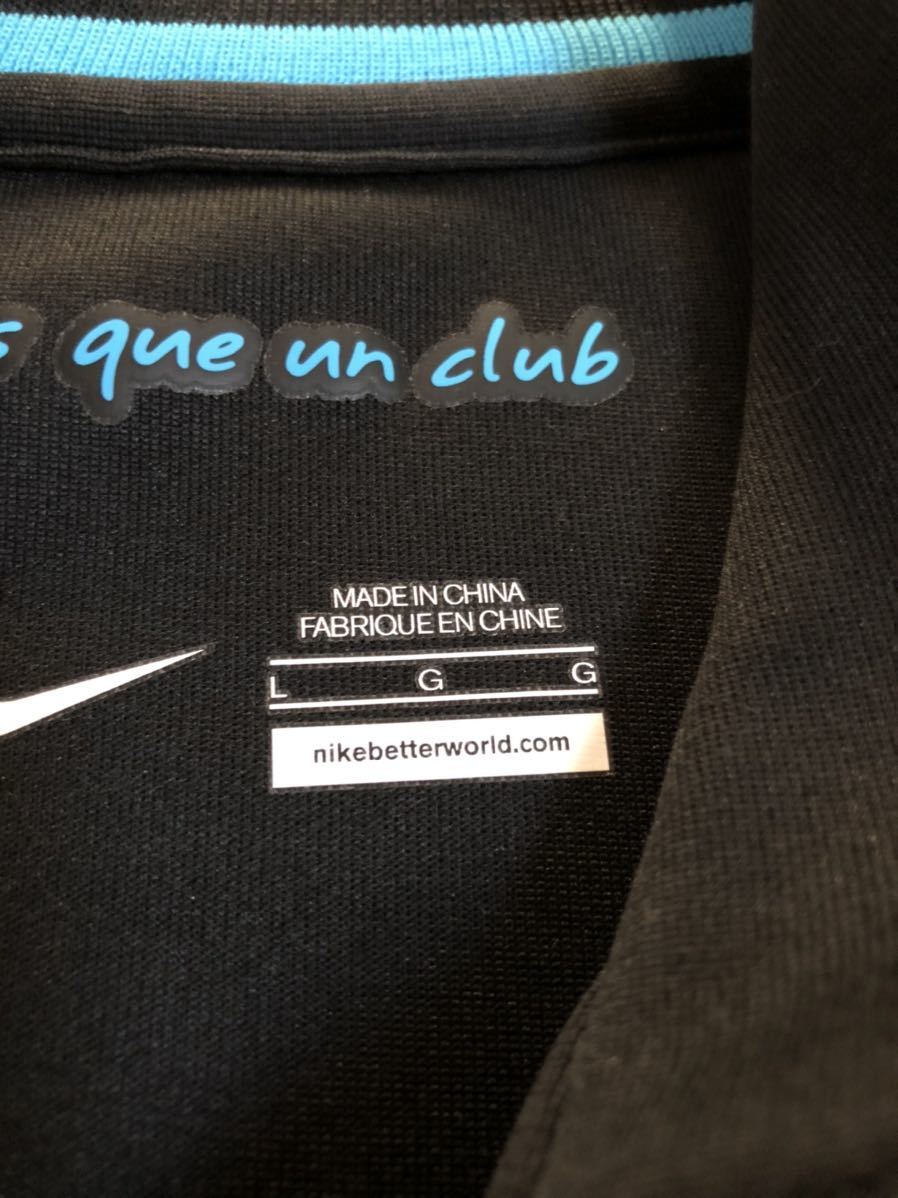 que un club
MADE IN CHINA
FABRIQUE EN CHINE
L G G
nikebetterworld.com